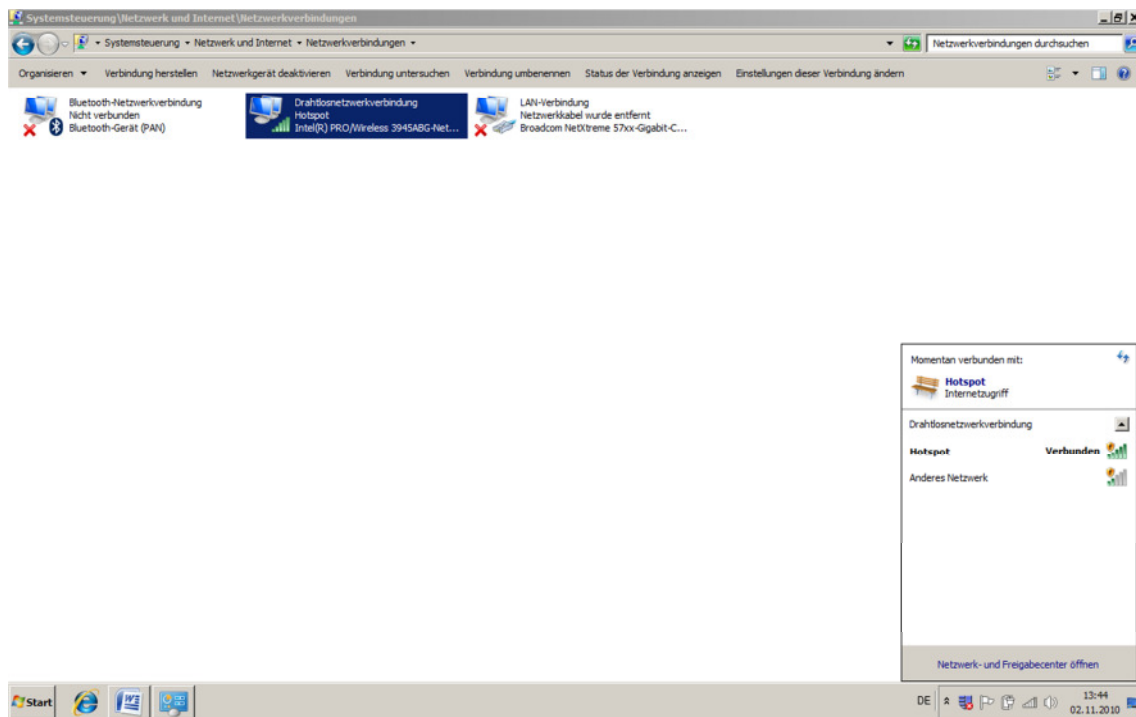 Systemsteuerung\Netzwerk und Internet\Netzwerkverbindungen
Systemsteuerung Netzwerk und Internet Netzwerkverbindungen
Netzwerkverbindungen durchsuchen
Organisieren Verbindung herstellen Netzwerkgerät deaktivieren Verbindung untersuchen Verbindung umbenennen Status der Verbindung anzeigen Einstellungen dieser Verbindung ändern
Bluetooth-Netzwerkverbindung
Nicht verbunden
Bluetooth-Gerät (PAN)
Drahtlosnetzwerkverbindung
Hotspot
Intel(R) PRO/Wireless 3945ABG-Net...
LAN-Verbindung
Netzwerkkabel wurde entfernt
Broadcom NetXtreme 57xx-Gigabit-C...
Momentan verbunden mit:
Hotspot
Internetzugriff
Drahtlosnetzwerkverbindung
Hotspot Verbunden
Anderes Netzwerk
Netzwerk- und Freigabecenter öffnen
Start
DE
13:44
02.11.2010